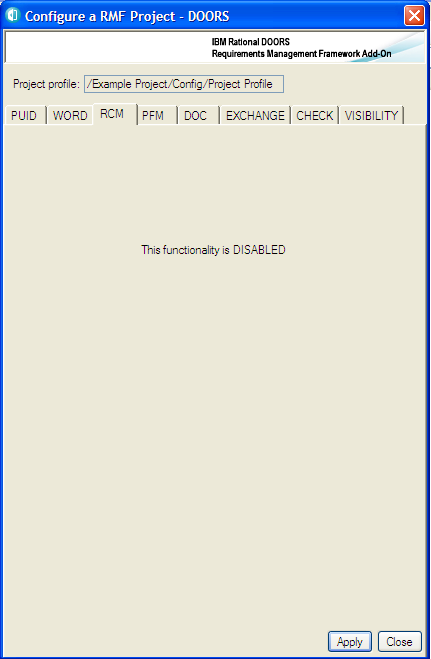 Configure a RMF Project - DOORS
IBM Rational DOORS
Requirements Management Framework Add-On
Project profile: /Example Project/Config/Project Profile
PUID WORD RCM PFM DOC EXCHANGE CHECK VISIBILITY
This functionality is DISABLED
Apply Close